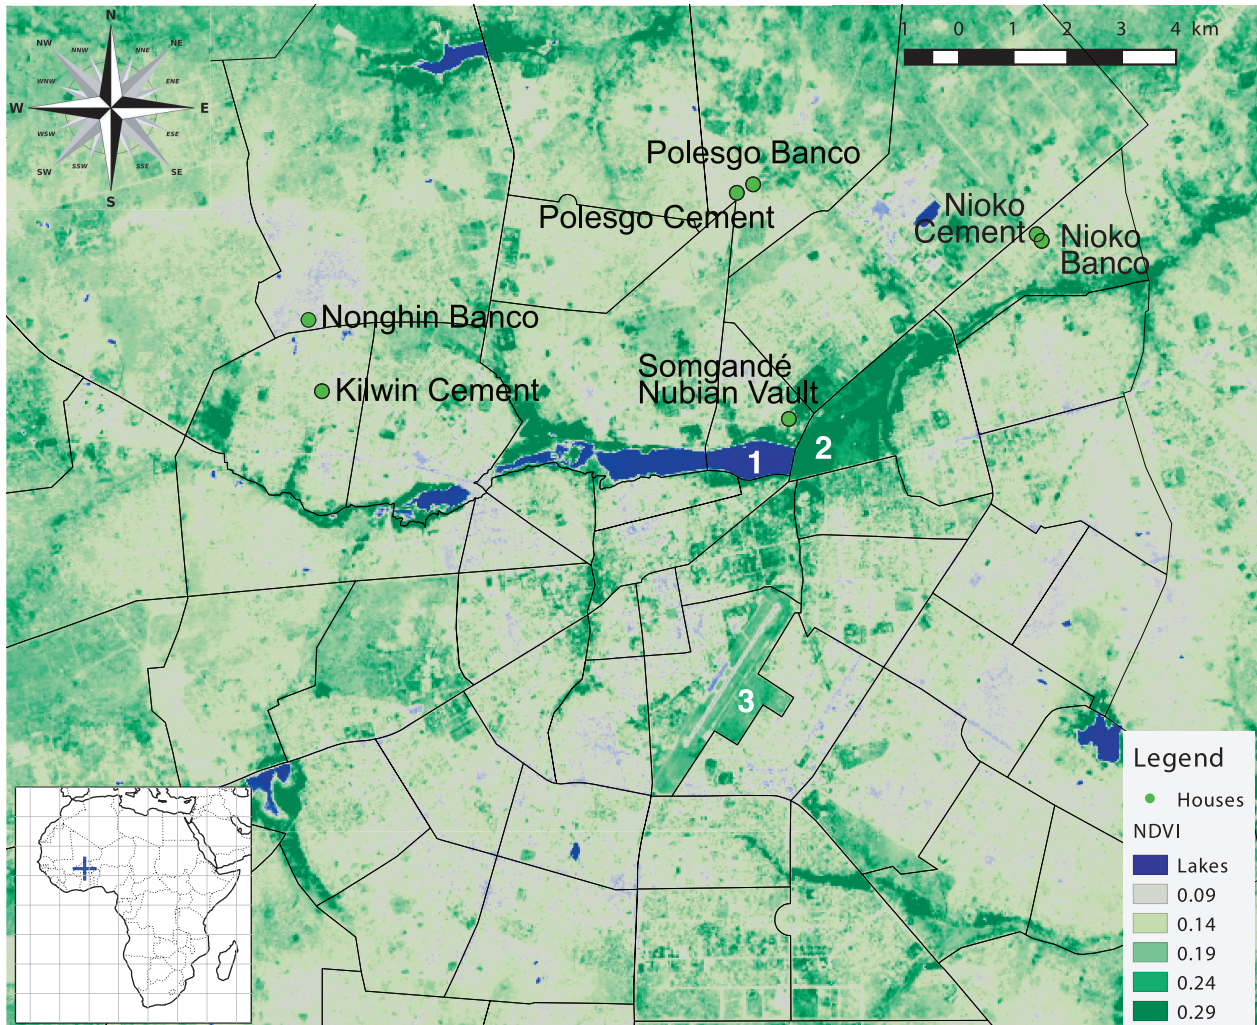 N
NNW
NNE
NW
NE
WNW
ENE
W
E
WSW
ESE
SW
SSW
SSE
SE
S
1 0 1 2 3 4 km
Polesgo Banco
Polesgo Cement
Nioko
Cement
Nioko
Banco
Nonghin Banco
Kilwin Cement
Somgandé
Nubian Vault
1
2
3
Legend
Houses
NDVI
Lakes
0.09
0.14
0.19
0.24
0.29